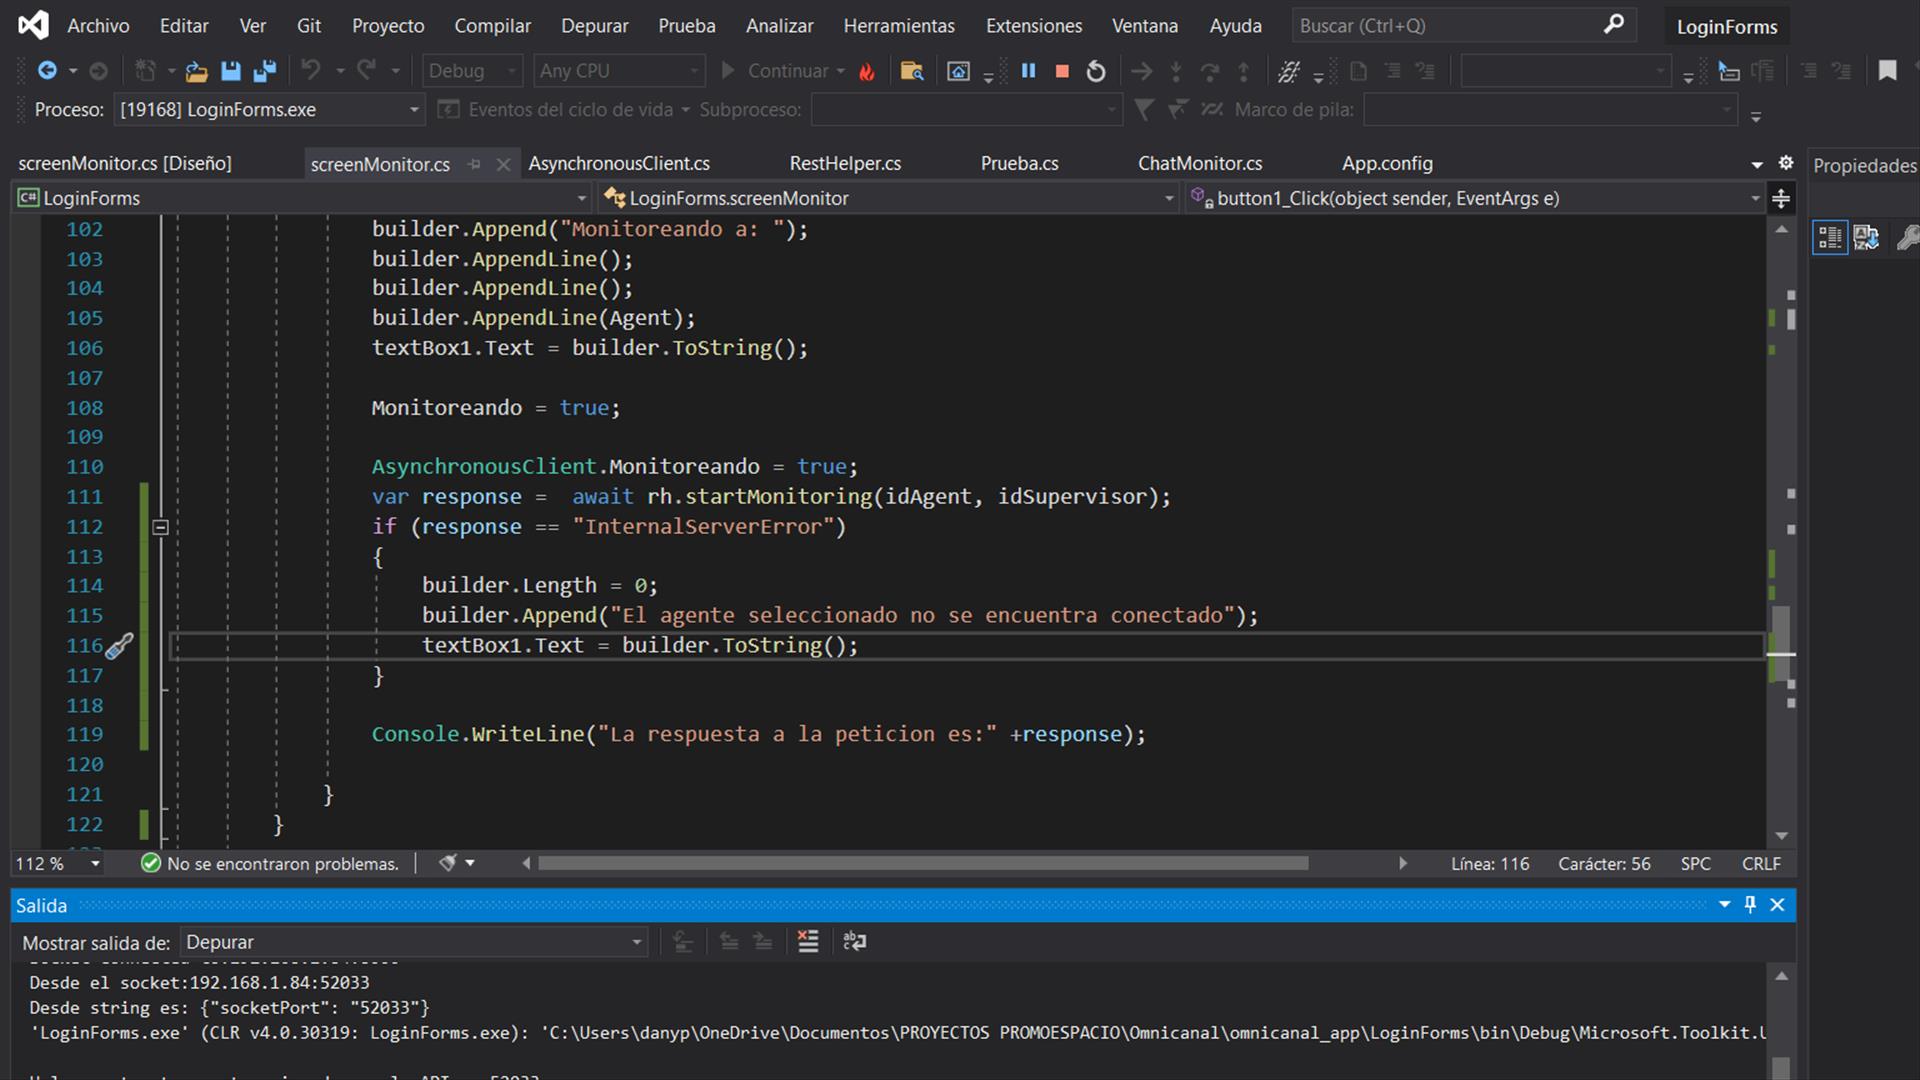 Archivo Editar Ver Git Proyecto Compilar Depurar Prueba Analizar Herramientas Extensiones Ventana Ayuda Buscar (Ctrl+Q) LoginForms
Debug Any CPU Continuar
Proceso: [19168] LoginForms.exe Eventos del ciclo de vida Subproceso: Marco de pila:
screenMonitor.cs [Diseño] screenMonitor.cs AsynchronousClient.cs RestHelper.cs Prueba.cs ChatMonitor.cs App.config Propiedades
C# LoginForms LoginForms.screenMonitor button1_Click(object sender, EventArgs e)
102 builder.Append("Monitoreando a: ");
103 builder.AppendLine();
104 builder.AppendLine();
105 builder.AppendLine(Agent);
106 textBox1.Text = builder.ToString();
107
108 Monitoreando = true;
109
110 AsynchronousClient.Monitoreando = true;
111 var response =  await rh.startMonitoring(idAgent, idSupervisor);
112 if (response == "InternalServerError")
113 {
114 builder.Length = 0;
115 builder.Append("El agente seleccionado no se encuentra conectado");
116 textBox1.Text = builder.ToString();
117 }
118
119 Console.WriteLine("La respuesta a la peticion es:" +response);
120
121 }
122 }
112 % No se encontraron problemas. Línea: 116 Carácter: 56 SPC CRLF
Salida
Mostrar salida de: Depurar
Desde el socket:192.168.1.84:52033
Desde string es: {"socketPort": "52033"}
'LoginForms.exe' (CLR v4.0.30319: LoginForms.exe): 'C:\Users\danyp\OneDrive\Documentos\PROYECTOS PROMOESPACIO\Omnicanal\omnicanal_app\LoginForms\bin\Debug\Microsoft.Toolkit.